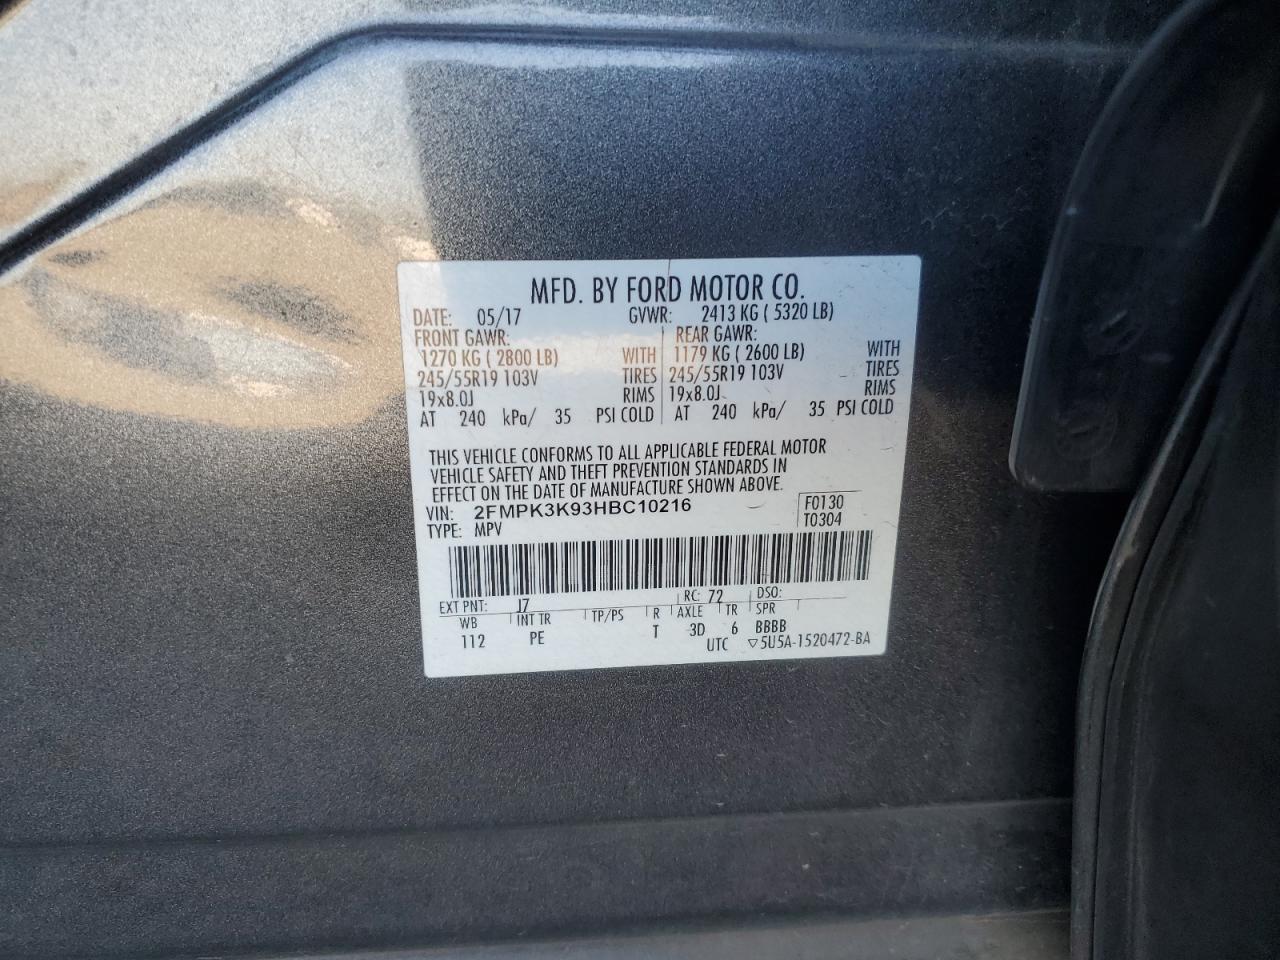 MFD. BY FORD MOTOR CO.
DATE: 05/17 GVWR: 2413 KG ( 5320 LB)
FRONT GAWR: REAR GAWR:
1270 KG ( 2800 LB) WITH 1179 KG ( 2600 LB) WITH
245/55R19 103V TIRES 245/55R19 103V TIRES
19x8.0J RIMS 19x8.0J RIMS
AT 240 kPa/ 35 PSI COLD AT 240 kPa/ 35 PSI COLD
THIS VEHICLE CONFORMS TO ALL APPLICABLE FEDERAL MOTOR
VEHICLE SAFETY AND THEFT PREVENTION STANDARDS IN
EFFECT ON THE DATE OF MANUFACTURE SHOWN ABOVE.
VIN: 2FMPK3K93HBC10216 F0130
TYPE: MPV T0304
EXT PNT: J7 RC: 72 DSO:
WB INT TR TP/PS R AXLE TR SPR
112 PE T 3D 6 BBBB
UTC ▽5U5A-1520472-BA